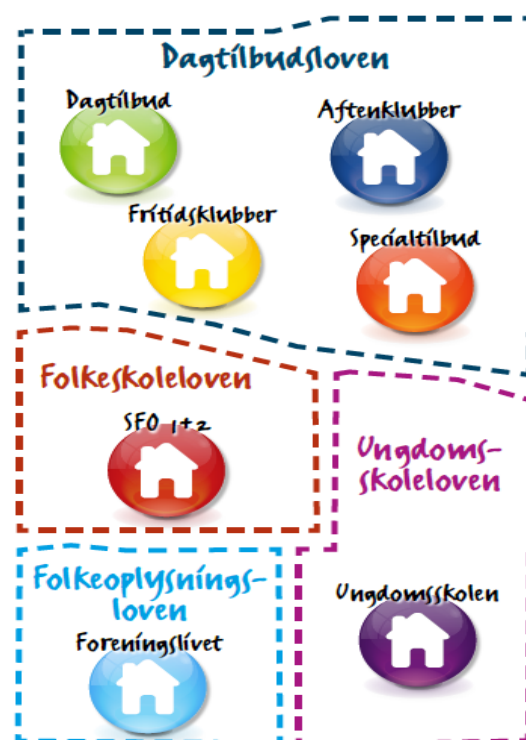 Dagtilbudsloven
Dagtilbud
Aftenklubber
Fritidsklubber
Specialtilbud
Folkeskoleloven
SFO 1+2
Ungdoms-
skoleloven
Folkeoplysnings-
loven
Foreningslivet
Ungdomsskolen